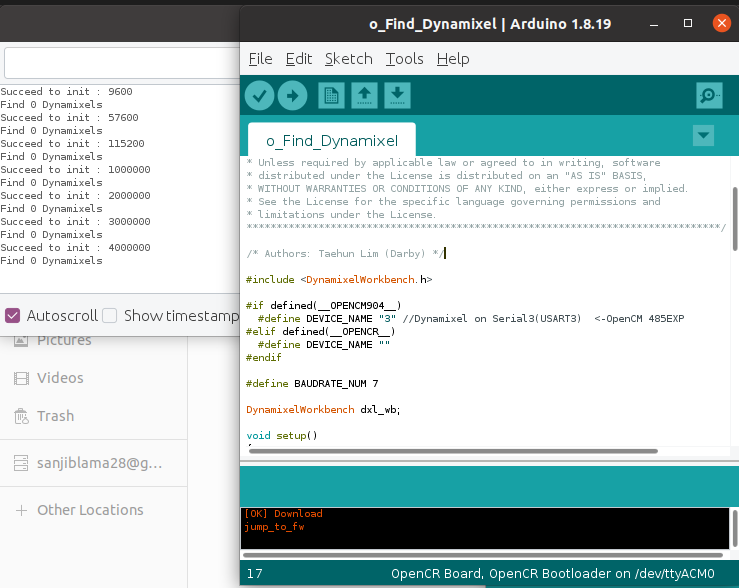 o_Find_Dynamixel | Arduino 1.8.19
File Edit Sketch Tools Help
o_Find_Dynamixel
* Unless required by applicable law or agreed to in writing, software
* distributed under the License is distributed on an "AS IS" BASIS,
* WITHOUT WARRANTIES OR CONDITIONS OF ANY KIND, either express or implied.
* See the License for the specific language governing permissions and
* limitations under the License.
*******************************************************************************/
/* Authors: Taehun Lim (Darby) */
#include <DynamixelWorkbench.h>
#if defined(__OPENCM904__)
#define DEVICE_NAME "3" //Dynamixel on Serial3(USART3)  <-OpenCM 485EXP
#elif defined(__OPENCR__)
#define DEVICE_NAME ""
#endif
#define BAUDRATE_NUM 7
DynamixelWorkbench dxl_wb;
void setup()
[OK] Download
jump_to_fw
17
OpenCR Board, OpenCR Bootloader on /dev/ttyACM0
Succeed to init : 9600
Find 0 Dynamixels
Succeed to init : 57600
Find 0 Dynamixels
Succeed to init : 115200
Find 0 Dynamixels
Succeed to init : 1000000
Find 0 Dynamixels
Succeed to init : 2000000
Find 0 Dynamixels
Succeed to init : 3000000
Find 0 Dynamixels
Succeed to init : 4000000
Find 0 Dynamixels
Autoscroll Show timestamp
Pictures
Videos
Trash
sanjiblama28@g...
Other Locations